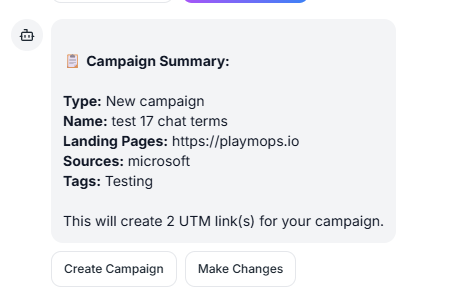 📋 Campaign Summary:
Type: New campaign
Name: test 17 chat terms
Landing Pages: https://playmops.io
Sources: microsoft
Tags: Testing
This will create 2 UTM link(s) for your campaign.
Create Campaign
Make Changes